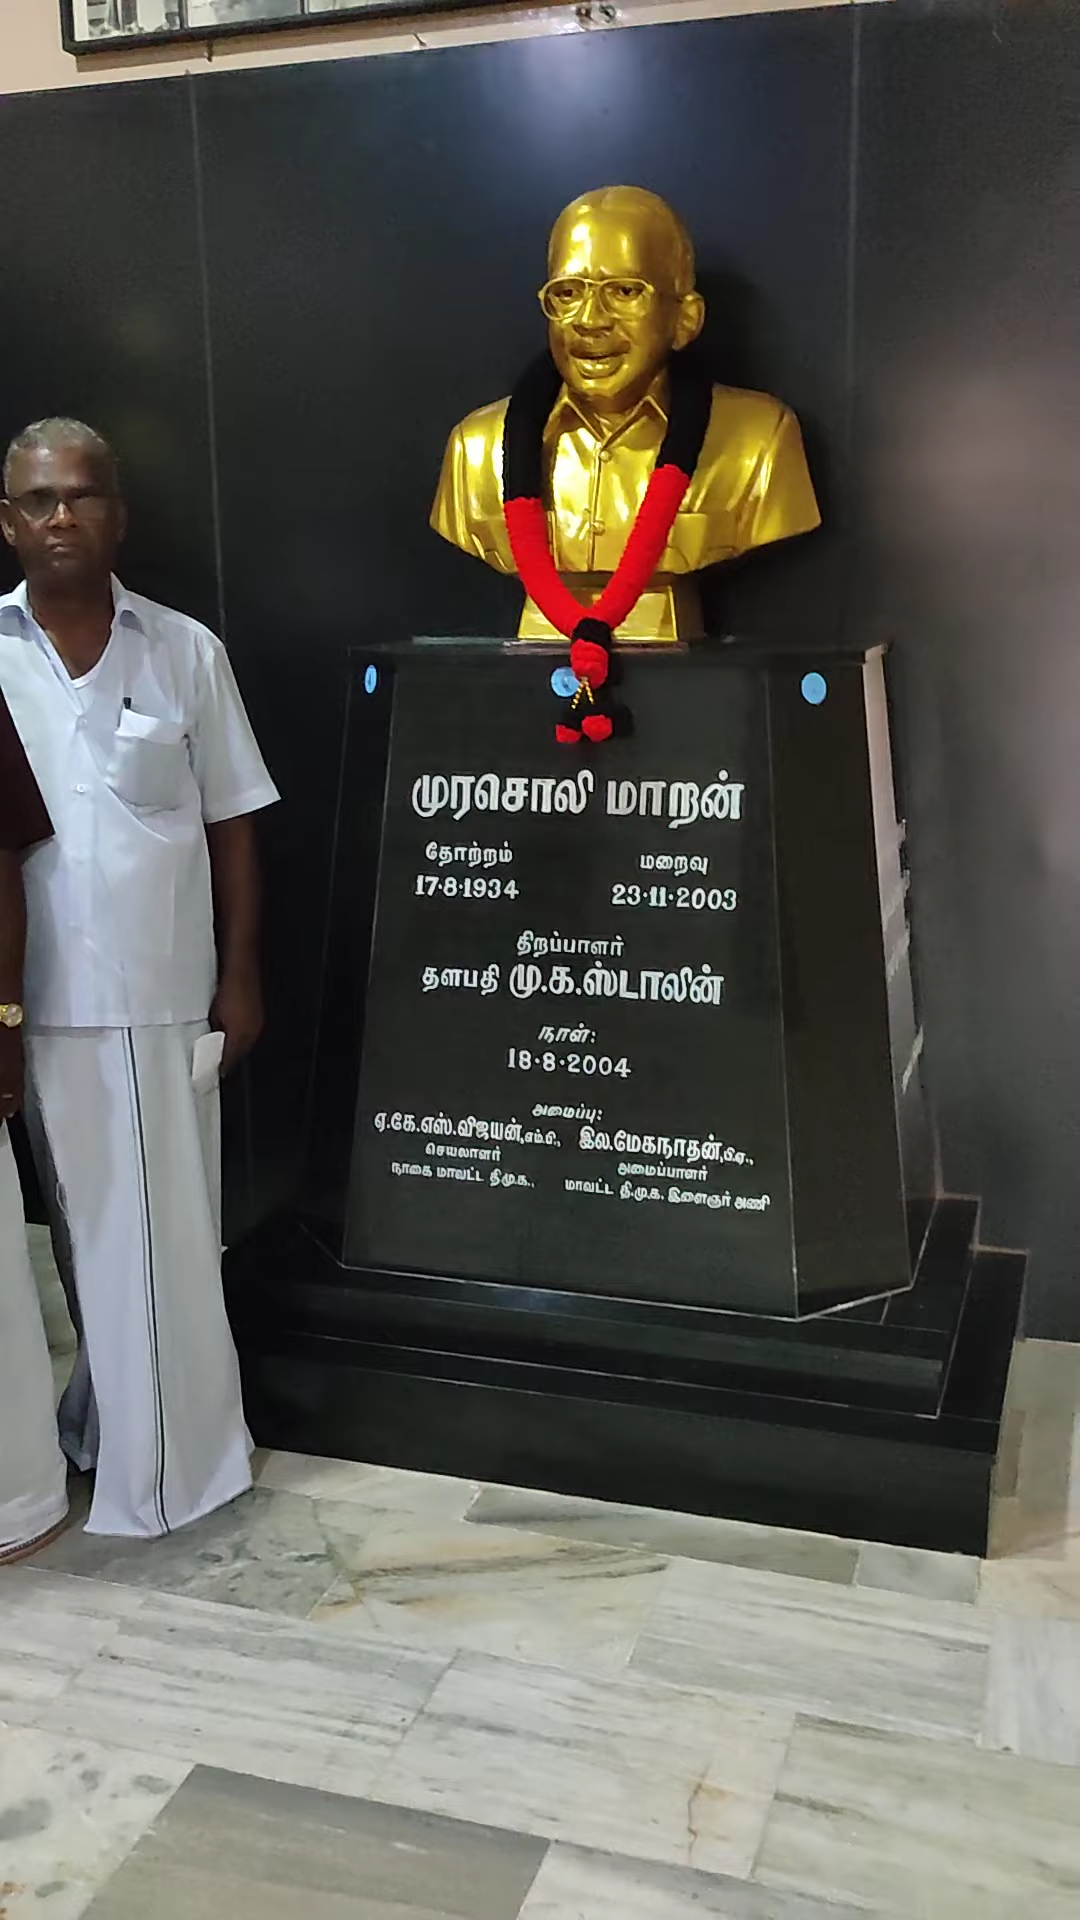 முரசொலி மாறன்
தோற்றம் மறைவு
17·8·1934 23·11·2003
திறப்பாளர்
தளபதி மு.க.ஸ்டாலின்
நாள்:
18·8·2004
அமைப்பு:
ஏ.கே.எஸ்.விஜயன்,எம்.பி., இல.மேகநாதன்,பி.ஏ.,
செயலாளர் அமைப்பாளர்
நாகை மாவட்ட தி.மு.க., மாவட்ட தி.மு.க. இளைஞர் அணி